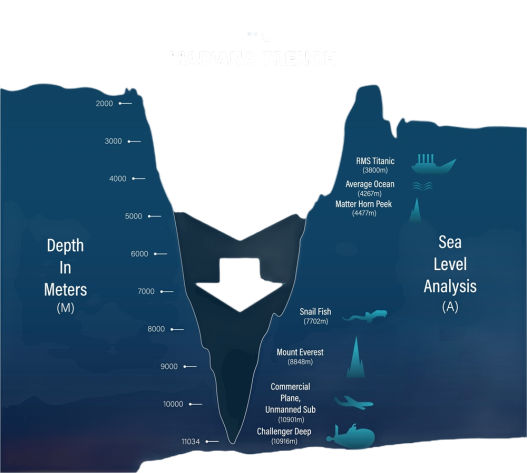 2000
3000
4000
5000
6000
7000
8000
9000
10000
11034
Depth
In
Meters
(M)
RMS Titanic
(3800m)
Average Ocean
(4267m)
Matter Horn Peek
(4477m)
Sea
Level
Analysis
(A)
Snail Fish
(7702m)
Mount Everest
(8848m)
Commercial
Plane,
Unmanned Sub
(10901m)
Challenger Deep
(10916m)